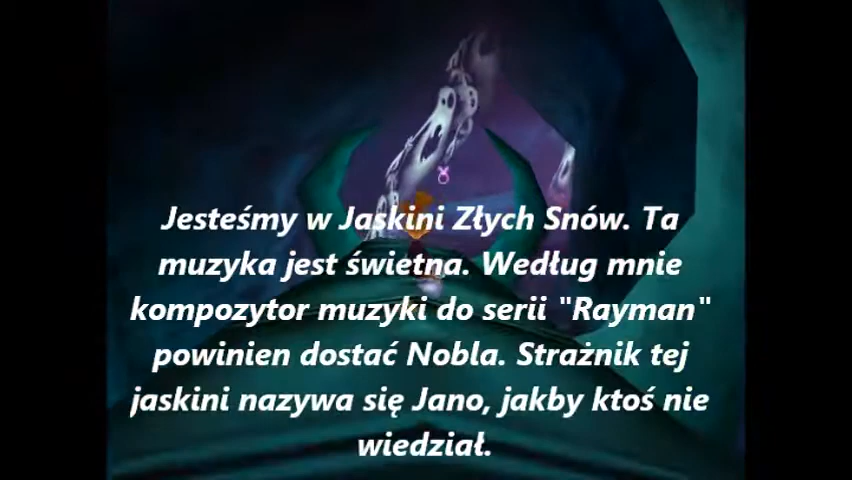 Jesteśmy w Jaskini Złych Snów. Ta
muzyka jest świetna. Według mnie
kompozytor muzyki do serii "Rayman"
powinien dostać Nobla. Strażnik tej
jaskini nazywa się Jano, jakby ktoś nie
wiedział.